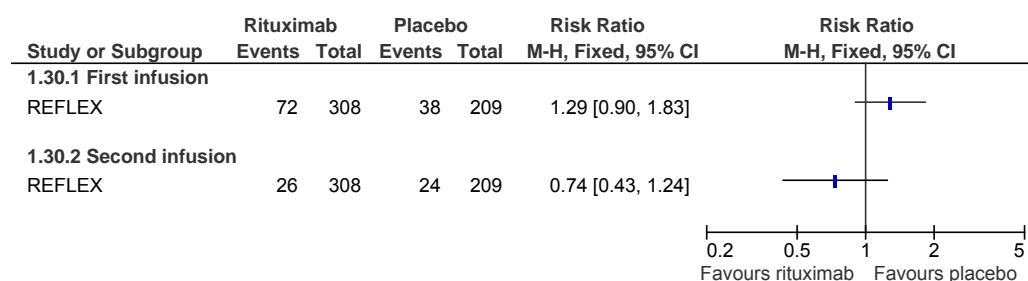 Rituximab Placebo Risk Ratio Risk Ratio
Study or Subgroup Events Total Events Total M-H, Fixed, 95% CI M-H, Fixed, 95% CI
1.30.1 First infusion
REFLEX 72 308 38 209 1.29 [0.90, 1.83]
1.30.2 Second infusion
REFLEX 26 308 24 209 0.74 [0.43, 1.24]
0.2 0.5 1 2 5
Favours rituximab Favours placebo